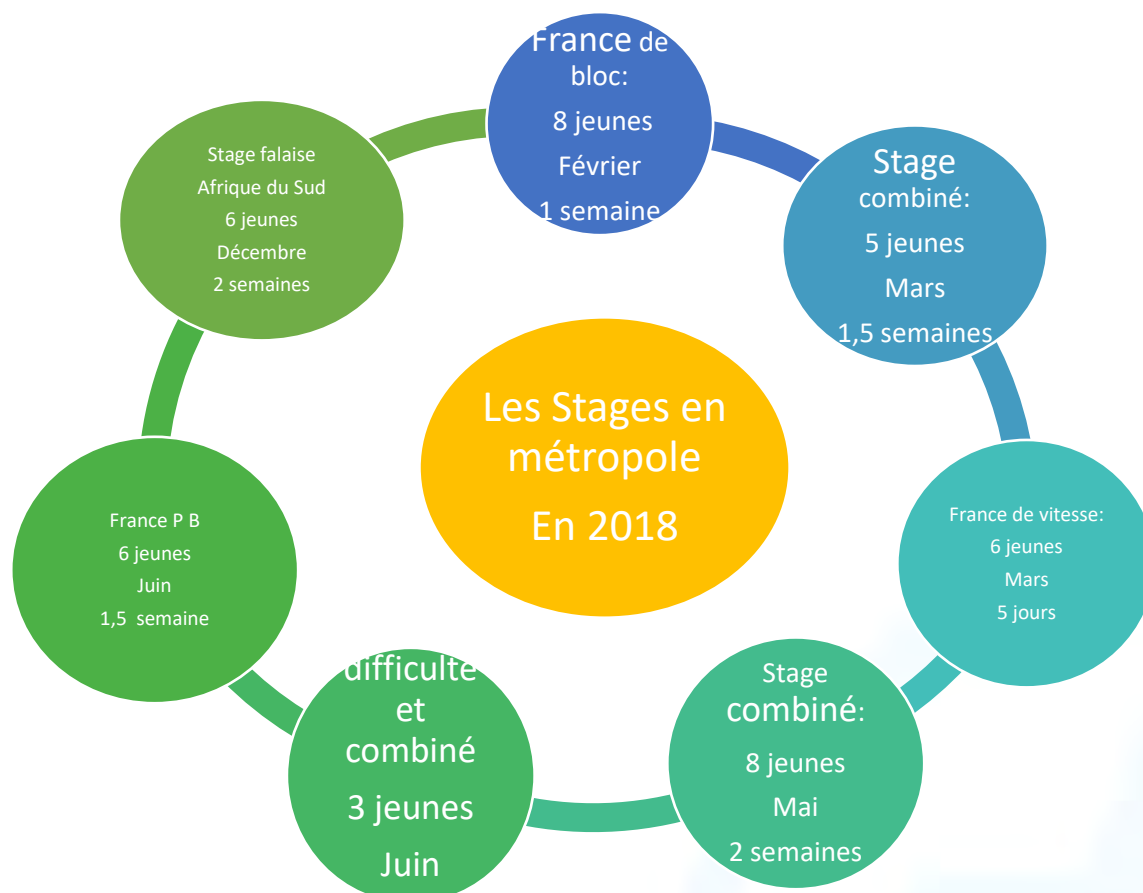 Les Stages en
métropole
En 2018
France de
bloc:
8 jeunes
Février
1 semaine
Stage
combiné:
5 jeunes
Mars
1,5 semaines
France de vitesse:
6 jeunes
Mars
5 jours
Stage
combiné:
8 jeunes
Mai
2 semaines
difficulte
et
combiné
3 jeunes
Juin
France P B
6 jeunes
Juin
1,5 semaine
Stage falaise
Afrique du Sud
6 jeunes
Décembre
2 semaines